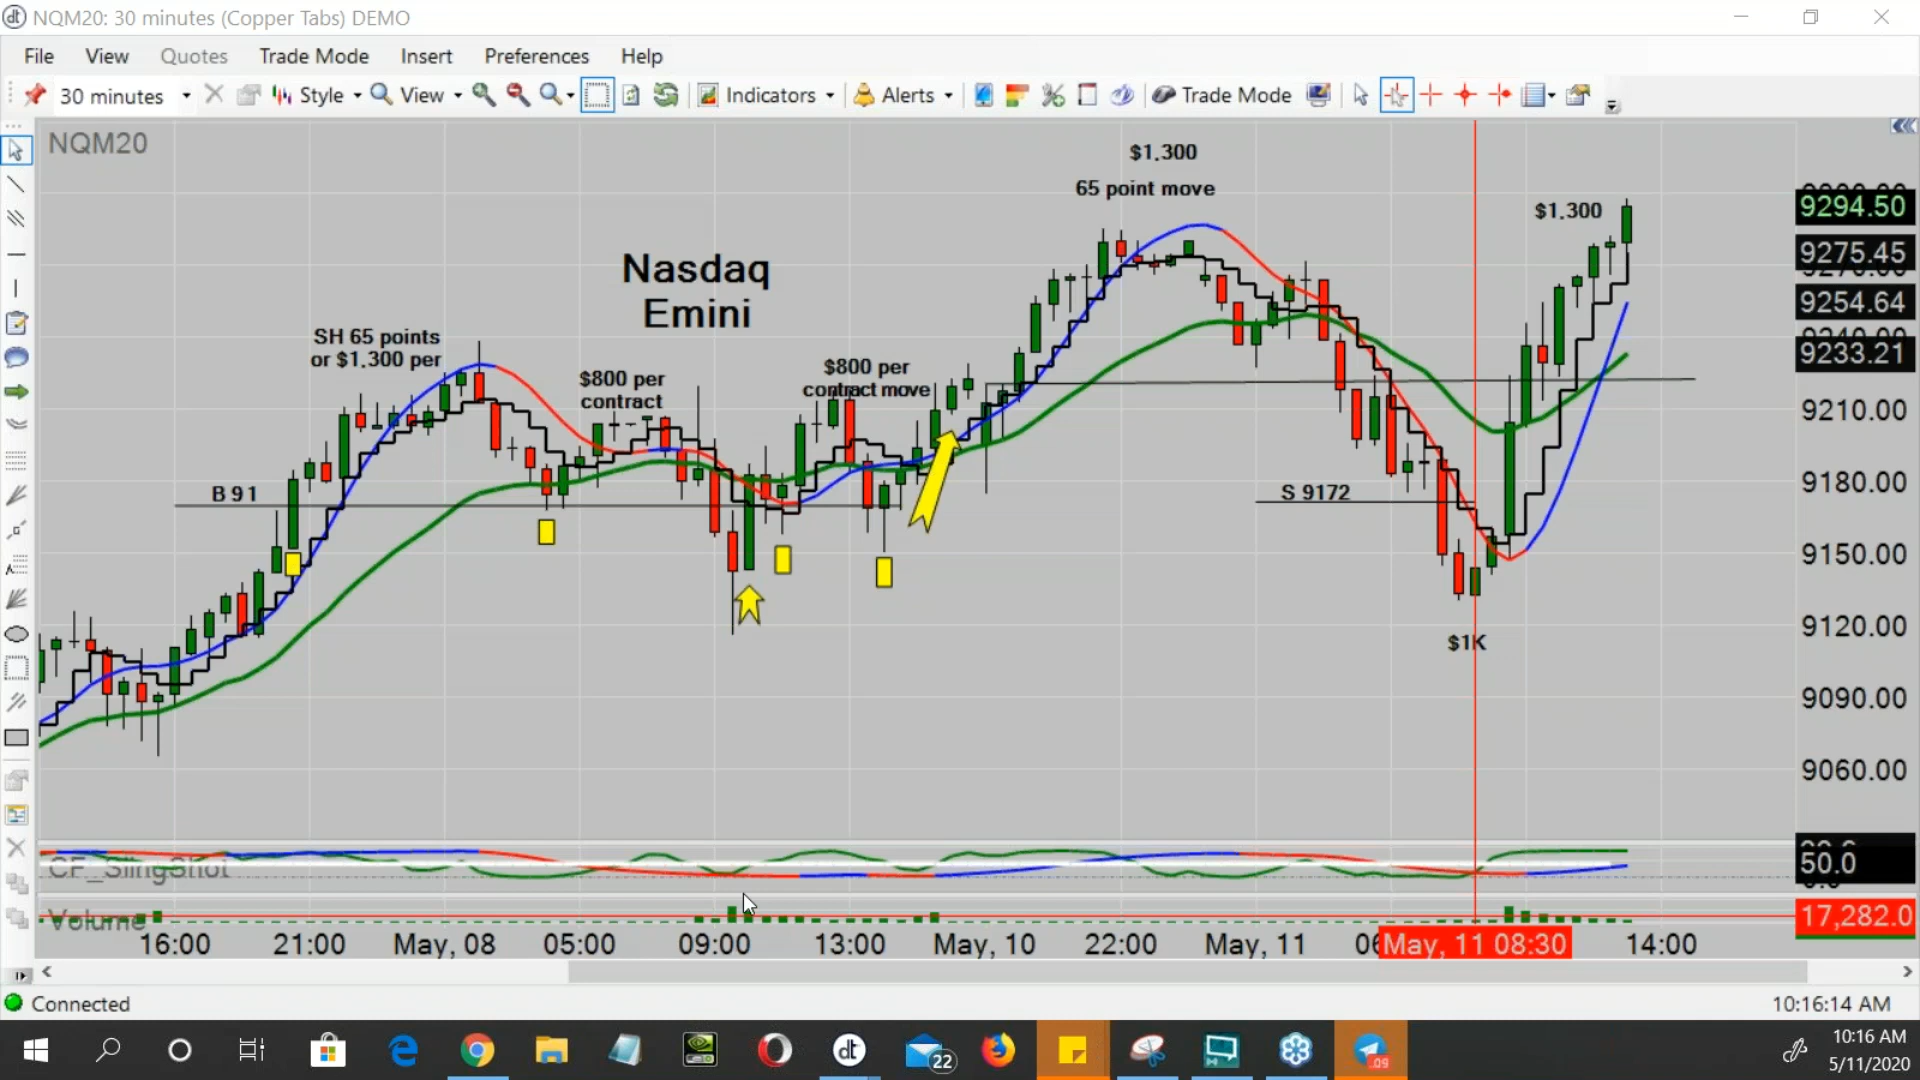 NQM20: 30 minutes (Copper Tabs) DEMO
File View Quotes Trade Mode Insert Preferences Help
30 minutes Style View Indicators Alerts Trade Mode
NQM20
$1.300
65 point move
$1.300
Nasdaq
Emini
SH 65 points
or $1.300 per
$800 per
contract
$800 per
contract move
B 91
S 9172
$1K
9294.50
9275.45
9254.64
9233.21
9210.00
9180.00
9150.00
9120.00
9090.00
9060.00
CF_SlingShot
50.0
Volume
17,282.0
16:00 21:00 May, 08 05:00 09:00 13:00 May, 10 22:00 May, 11 May, 11 08:30 14:00
Connected
10:16:14 AM
22
.09
10:16 AM
5/11/2020